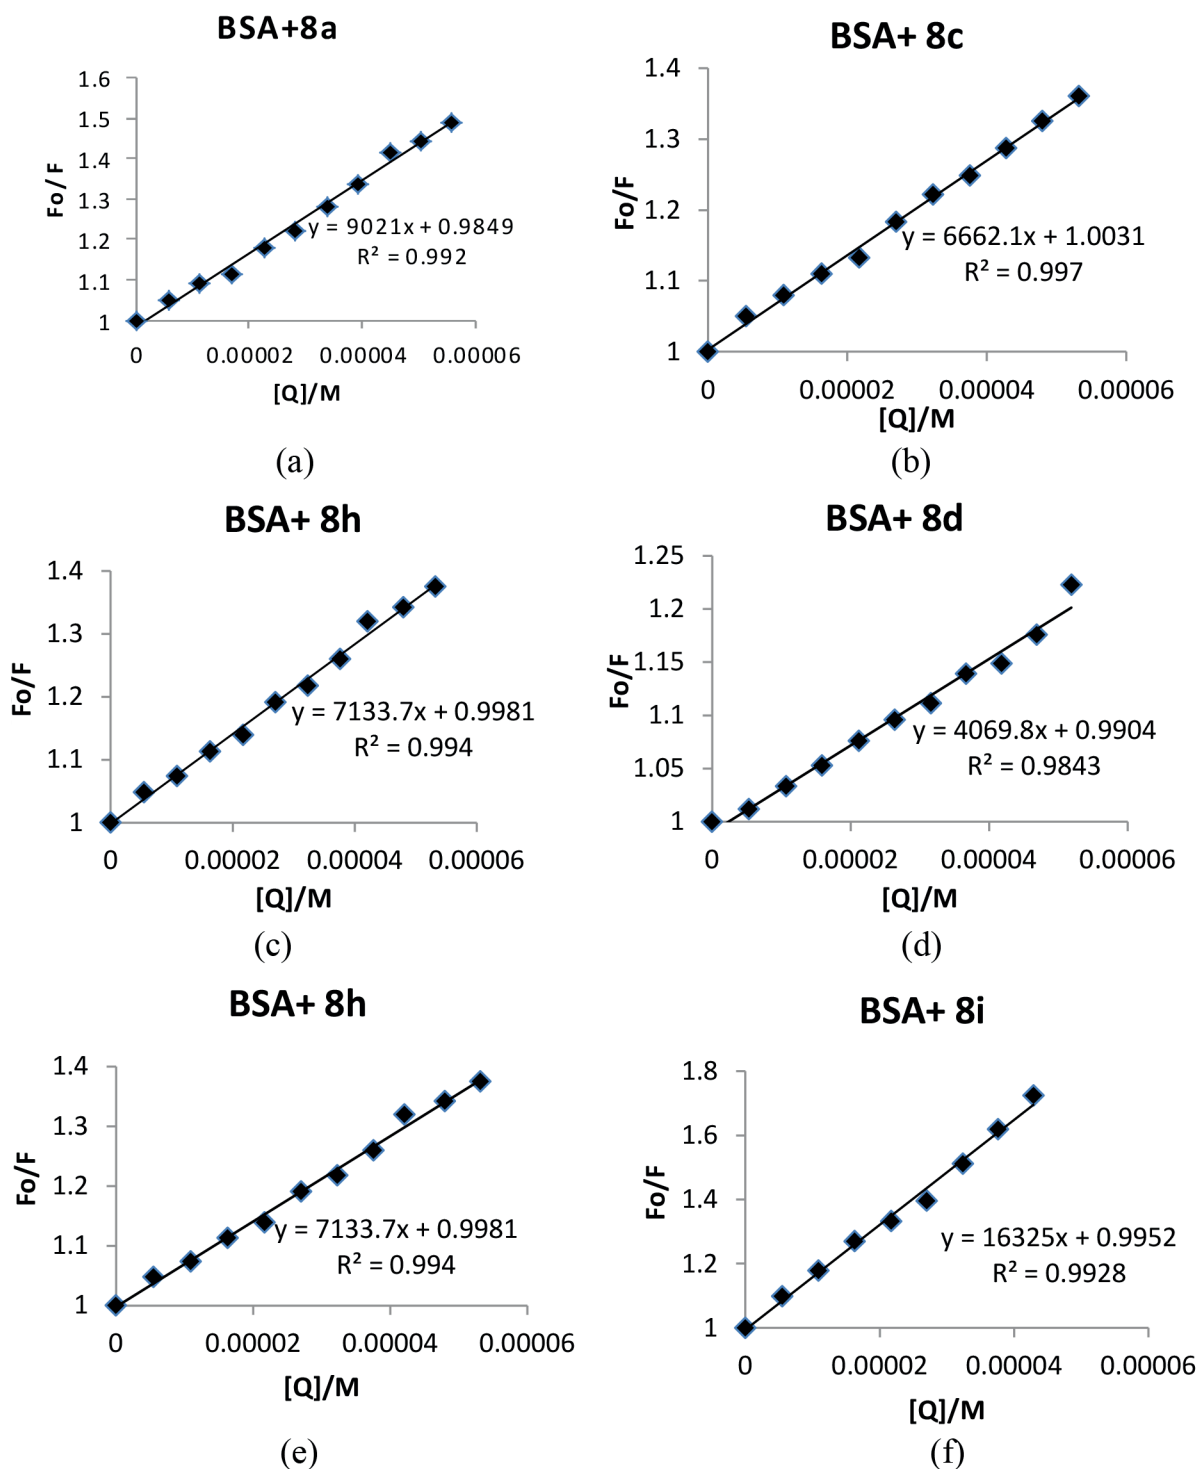 BSA+8a
1.6
1.5
1.4
1.3
1.2
1.1
1
Fo/F
y = 9021x + 0.9849
R² = 0.992
0 0.00002 0.00004 0.00006
[Q]/M
(a)
BSA+ 8c
1.4
1.3
1.2
1.1
1
Fo/F
y = 6662.1x + 1.0031
R² = 0.997
0 0.00002 0.00004 0.00006
[Q]/M
(b)
BSA+ 8h
1.4
1.3
1.2
1.1
1
Fo/F
y = 7133.7x + 0.9981
R² = 0.994
0 0.00002 0.00004 0.00006
[Q]/M
(c)
BSA+ 8d
1.25
1.2
1.15
1.1
1.05
1
Fo/F
y = 4069.8x + 0.9904
R² = 0.9843
0 0.00002 0.00004 0.00006
[Q]/M
(d)
BSA+ 8h
1.4
1.3
1.2
1.1
1
Fo/F
y = 7133.7x + 0.9981
R² = 0.994
0 0.00002 0.00004 0.00006
[Q]/M
(e)
BSA+ 8i
1.8
1.6
1.4
1.2
1
Fo/F
y = 16325x + 0.9952
R² = 0.9928
0 0.00002 0.00004 0.00006
[Q]/M
(f)